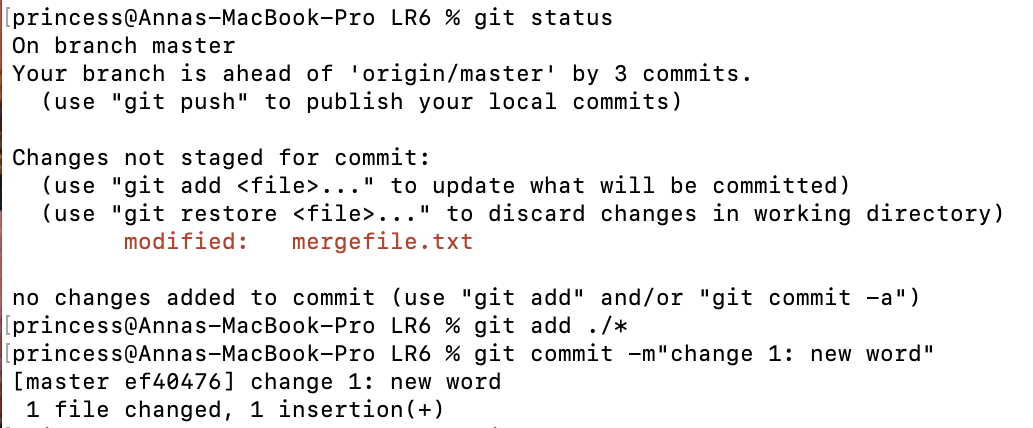 [princess@Annas-MacBook-Pro LR6 % git status
On branch master
Your branch is ahead of 'origin/master' by 3 commits.
  (use "git push" to publish your local commits)

Changes not staged for commit:
  (use "git add <file>..." to update what will be committed)
  (use "git restore <file>..." to discard changes in working directory)
        modified:   mergefile.txt

no changes added to commit (use "git add" and/or "git commit -a")
[princess@Annas-MacBook-Pro LR6 % git add ./*
[princess@Annas-MacBook-Pro LR6 % git commit -m"change 1: new word"
[master ef40476] change 1: new word
 1 file changed, 1 insertion(+)